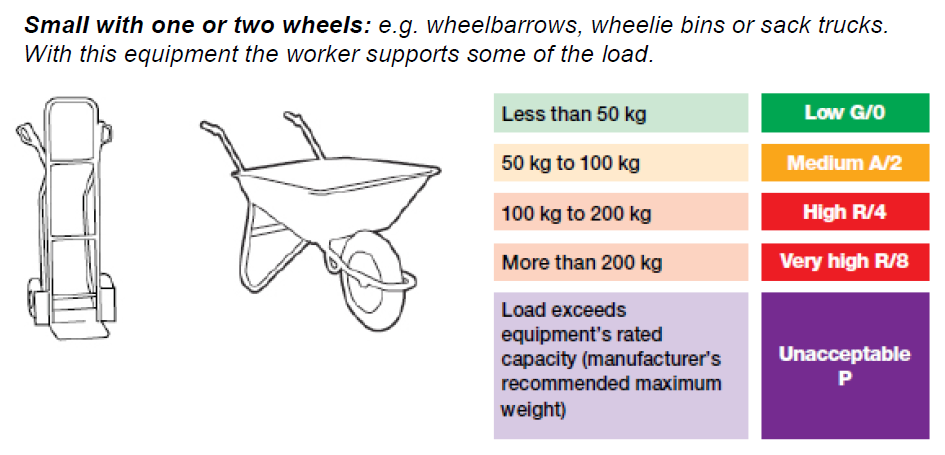 Small with one or two wheels: e.g. wheelbarrows, wheelie bins or sack trucks.
With this equipment the worker supports some of the load.
Less than 50 kg
Low G/0
50 kg to 100 kg
Medium A/2
100 kg to 200 kg
High R/4
More than 200 kg
Very high R/8
Load exceeds
equipment's rated
capacity (manufacturer's
recommended maximum
weight)
Unacceptable
P